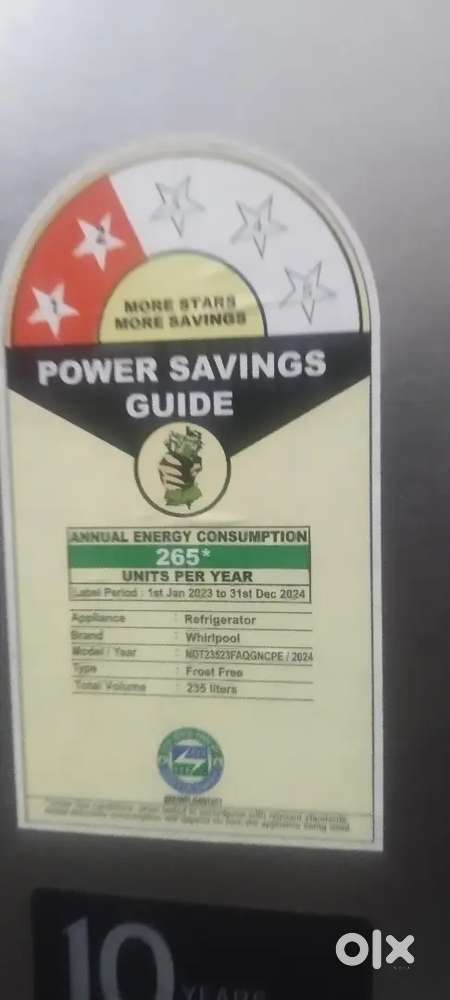 1 2 3 4 5
MORE STARS
MORE SAVINGS
POWER SAVINGS
GUIDE
ANNUAL ENERGY CONSUMPTION
265*
UNITS PER YEAR
Label Period : 1st Jan 2023 to 31st Dec 2024
Appliance : Refrigerator
Brand : Whirlpool
Model / Year : / 2024
Type : Frost Free
Total Volume : 235 liters
10
YEARS
olx